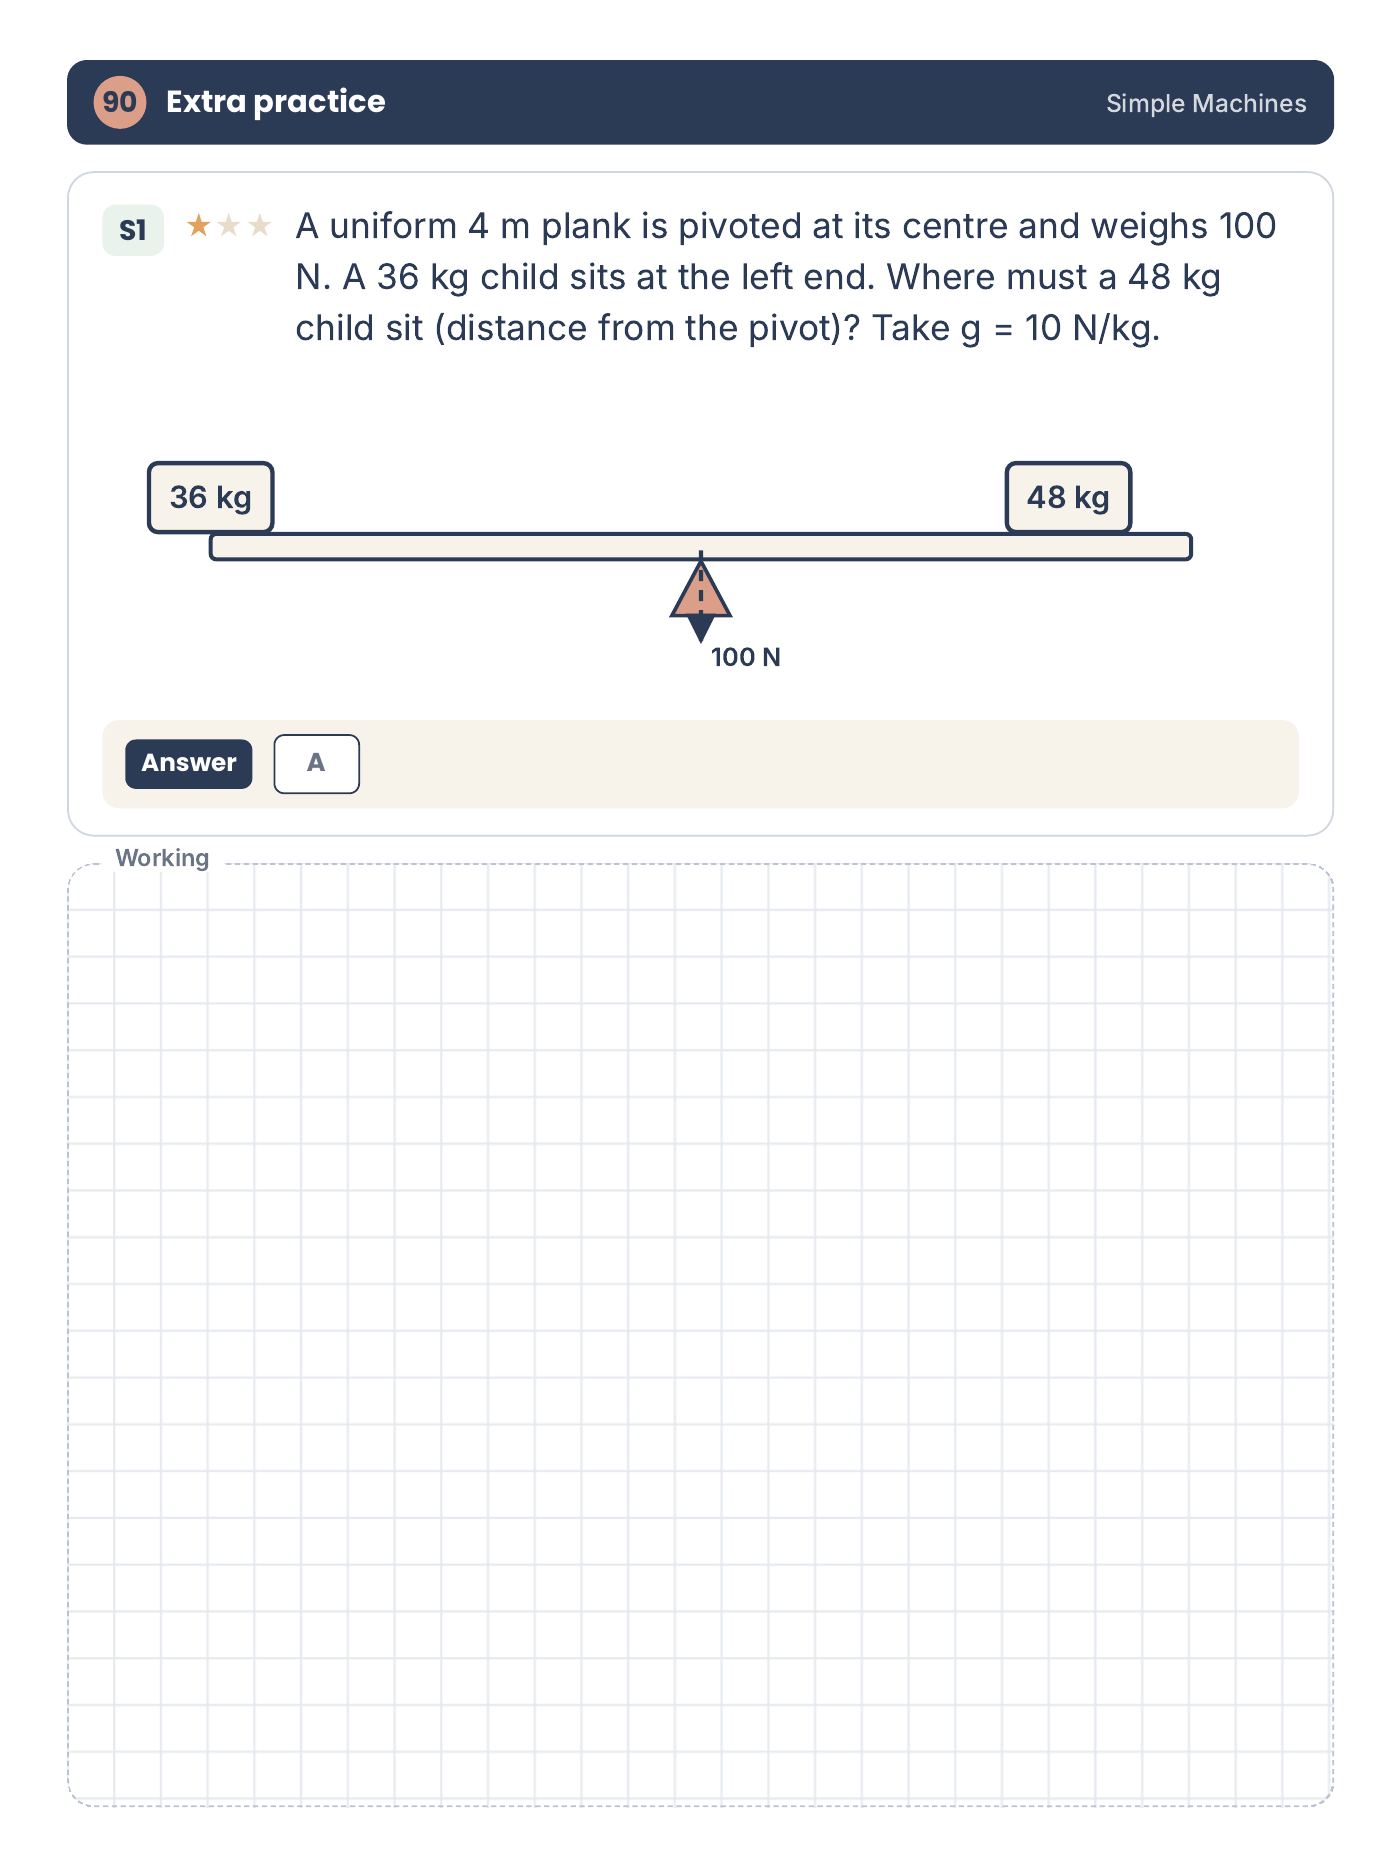 90 Extra practice Simple Machines
S1 ★★★ A uniform 4 m plank is pivoted at its centre and weighs 100
N. A 36 kg child sits at the left end. Where must a 48 kg
child sit (distance from the pivot)? Take g = 10 N/kg.
36 kg 48 kg
100 N
Answer A
Working